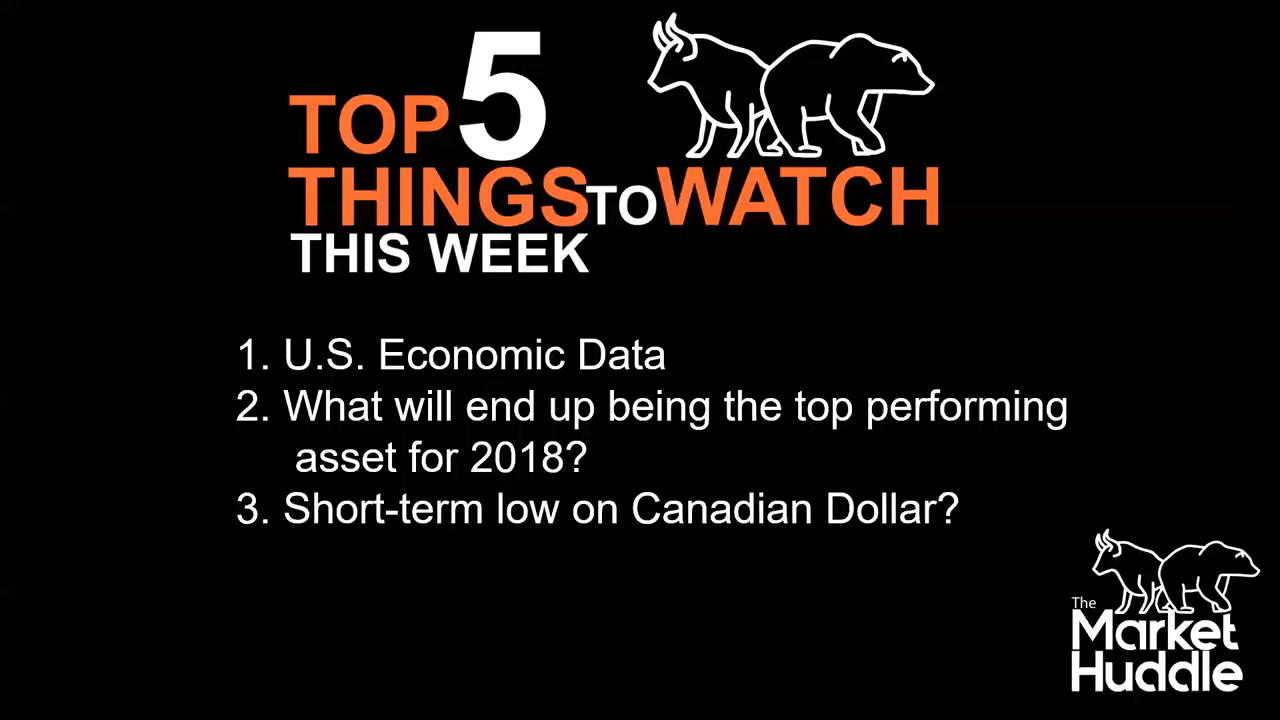 TOP 5
THINGS TO WATCH
THIS WEEK
1. U.S. Economic Data
2. What will end up being the top performing
asset for 2018?
3. Short-term low on Canadian Dollar?
The
Market
Huddle